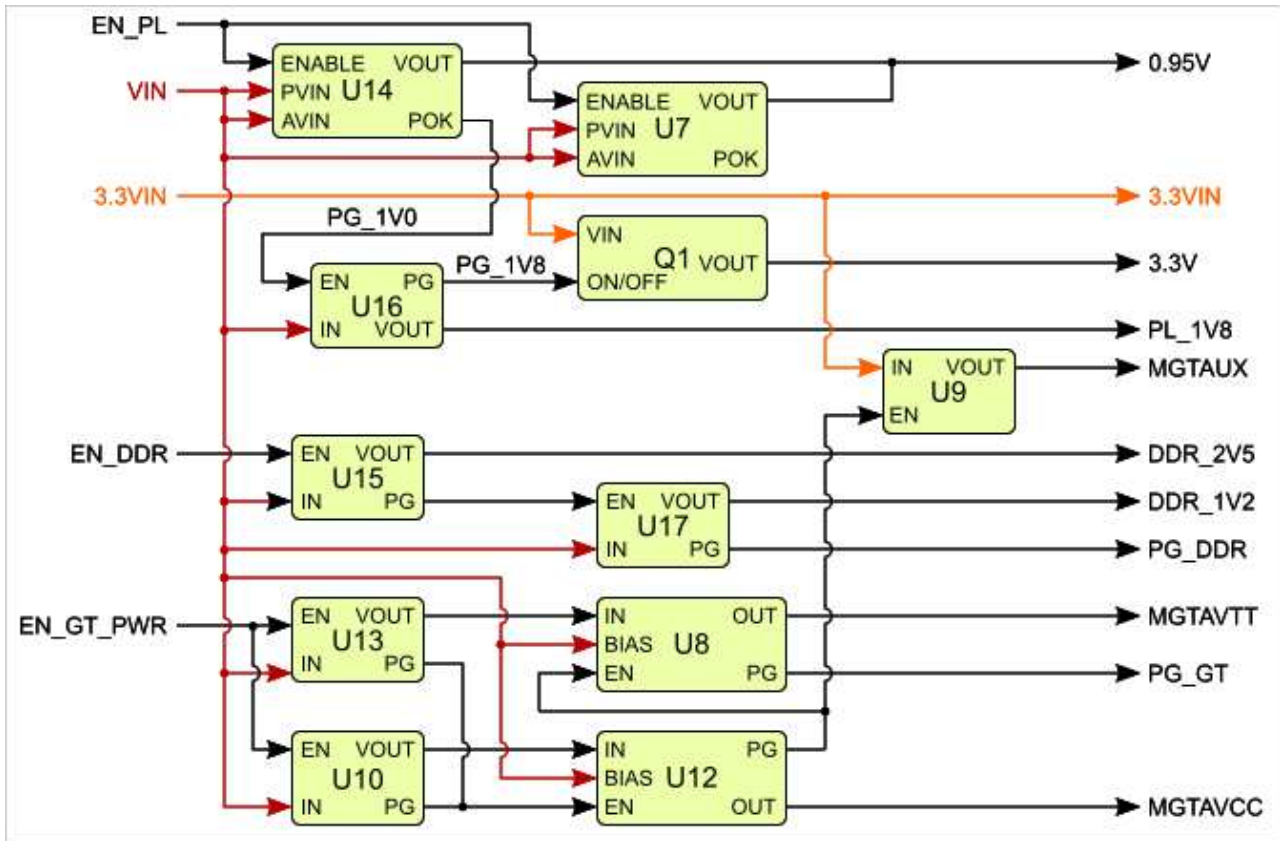 EN_PL
ENABLE VOUT
0.95V
VIN
PVIN U14
ENABLE VOUT
AVIN POK
PVIN U7
AVIN POK
3.3VIN
3.3VIN
PG_1V0
VIN
Q1 VOUT
3.3V
PG_1V8
EN PG
ON/OFF
U16
IN VOUT
PL_1V8
IN VOUT
MGTAUX
U9
EN
EN_DDR
EN VOUT
DDR_2V5
U15
IN PG
EN VOUT
DDR_1V2
U17
IN PG
PG_DDR
EN_GT_PWR
EN VOUT
U13
IN PG
IN OUT
MGTAVTT
BIAS U8
EN PG
PG_GT
EN VOUT
U10
IN PG
IN PG
BIAS U12
EN OUT
MGTAVCC